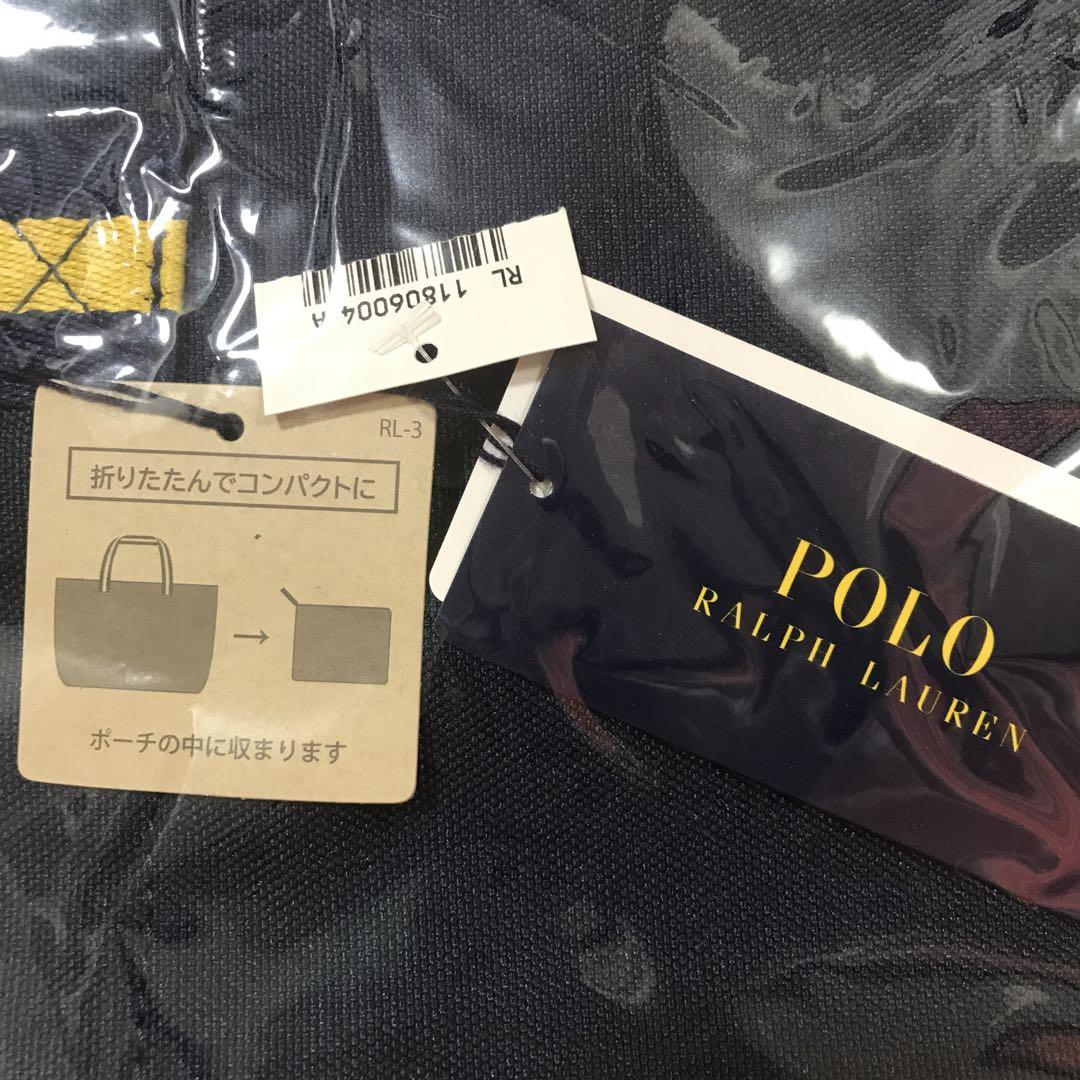 RL 11806004 A
RL-3
折りたたんでコンパクトに
ポーチの中に収まります
POLO
RALPH LAUREN